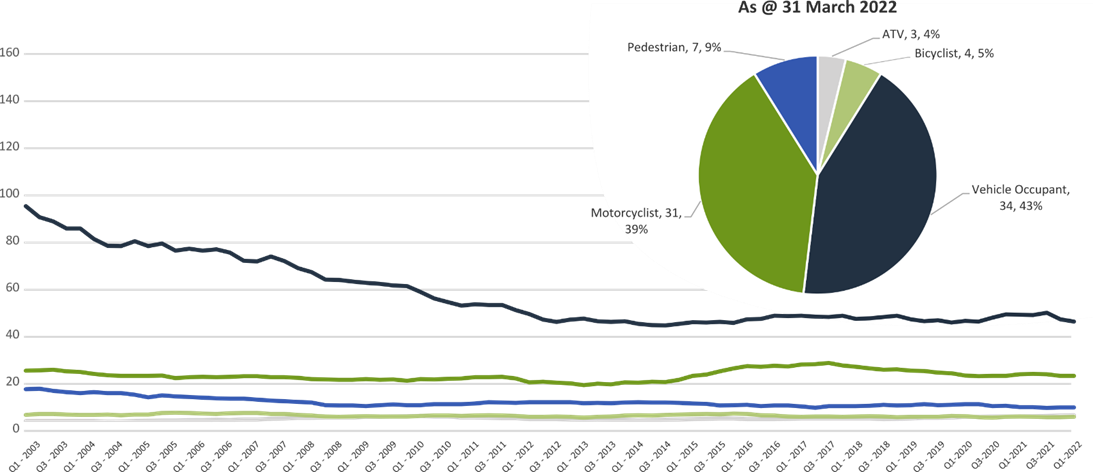 As @ 31 March 2022
ATV, 3, 4%
Pedestrian, 7, 9%
Bicyclist, 4, 5%
Vehicle Occupant,
34, 43%
Motorcyclist, 31,
39%
160
140
120
100
80
60
40
20
0
Q1 - 2003
Q3 - 2003
Q1 - 2004
Q3 - 2004
Q1 - 2005
Q3 - 2005
Q1 - 2006
Q3 - 2006
Q1 - 2007
Q3 - 2007
Q1 - 2008
Q3 - 2008
Q1 - 2009
Q3 - 2009
Q1 - 2010
Q3 - 2010
Q1 - 2011
Q3 - 2011
Q1 - 2012
Q3 - 2012
Q1 - 2013
Q3 - 2013
Q1 - 2014
Q3 - 2014
Q1 - 2015
Q3 - 2015
Q1 - 2016
Q3 - 2016
Q1 - 2017
Q3 - 2017
Q1 - 2018
Q3 - 2018
Q1 - 2019
Q3 - 2019
Q1 - 2020
Q3 - 2020
Q1 - 2021
Q3 - 2021
Q1 - 2022